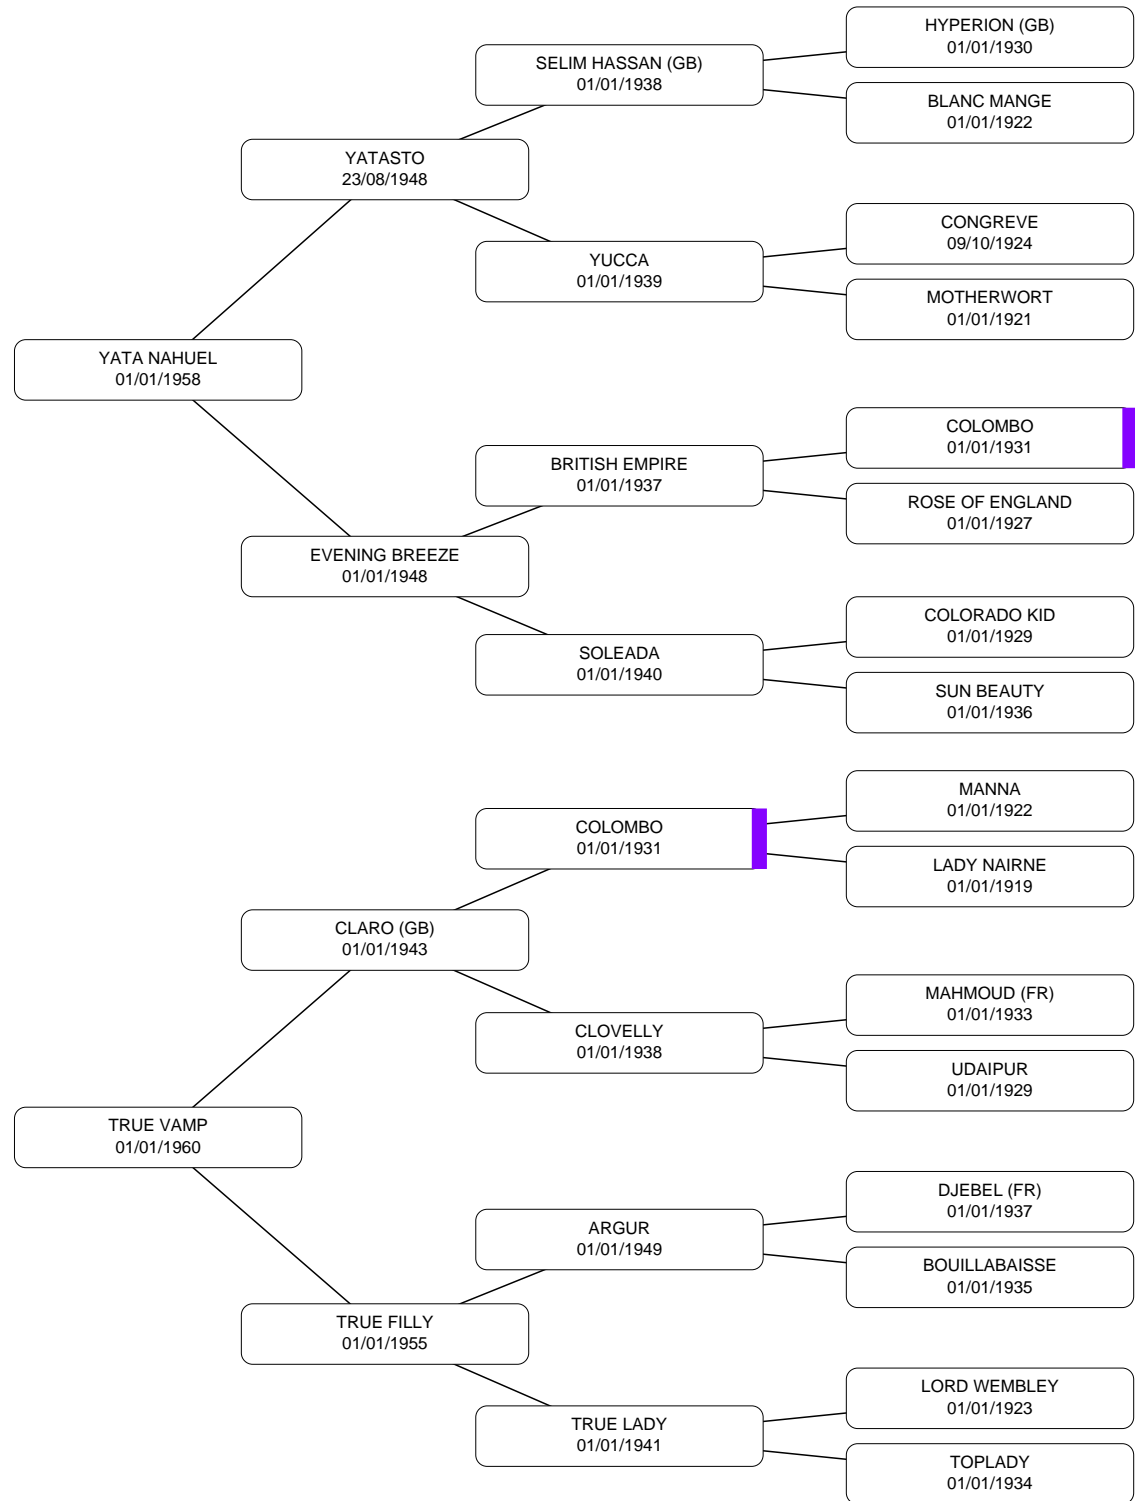 HYPERION (GB)
01/01/1930
SELIM HASSAN (GB)
01/01/1938
BLANC MANGE
01/01/1922
YATASTO
23/08/1948
CONGREVE
09/10/1924
YUCCA
01/01/1939
MOTHERWORT
01/01/1921
YATA NAHUEL
01/01/1958
COLOMBO
01/01/1931
BRITISH EMPIRE
01/01/1937
ROSE OF ENGLAND
01/01/1927
EVENING BREEZE
01/01/1948
COLORADO KID
01/01/1929
SOLEADA
01/01/1940
SUN BEAUTY
01/01/1936
MANNA
01/01/1922
COLOMBO
01/01/1931
LADY NAIRNE
01/01/1919
CLARO (GB)
01/01/1943
MAHMOUD (FR)
01/01/1933
CLOVELLY
01/01/1938
UDAIPUR
01/01/1929
TRUE VAMP
01/01/1960
DJEBEL (FR)
01/01/1937
ARGUR
01/01/1949
BOUILLABAISSE
01/01/1935
TRUE FILLY
01/01/1955
LORD WEMBLEY
01/01/1923
TRUE LADY
01/01/1941
TOPLADY
01/01/1934